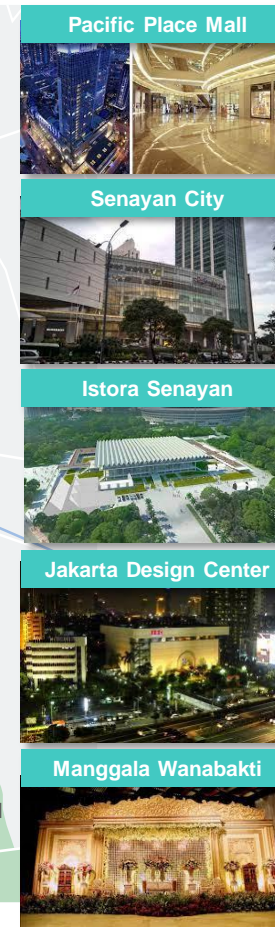 Pacific Place Mall
Senayan City
Istora Senayan
Jakarta Design Center
Manggala Wanabakti